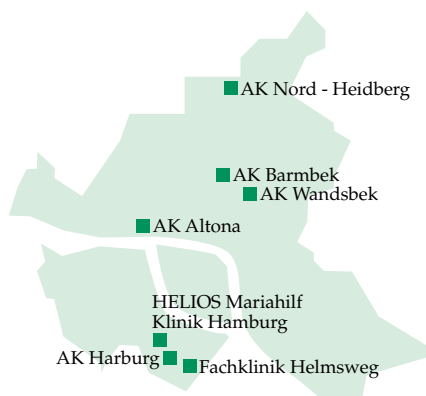 AK Nord - Heidberg
AK Barmbek
AK Wandsbek
AK Altona
HELIOS Mariahilf
Klinik Hamburg
AK Harburg
Fachklinik Helmsweg